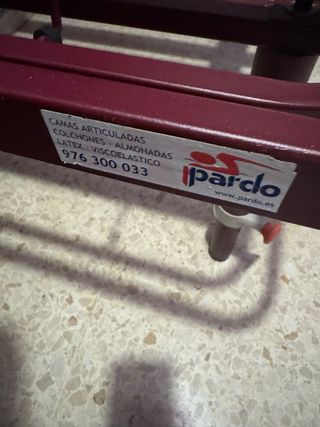 CAMAS ARTICULADAS
COLCHONES - ALMOHADAS
LATEX - VISCOELASTICO
976 300 033
pardo
www.pardo.es